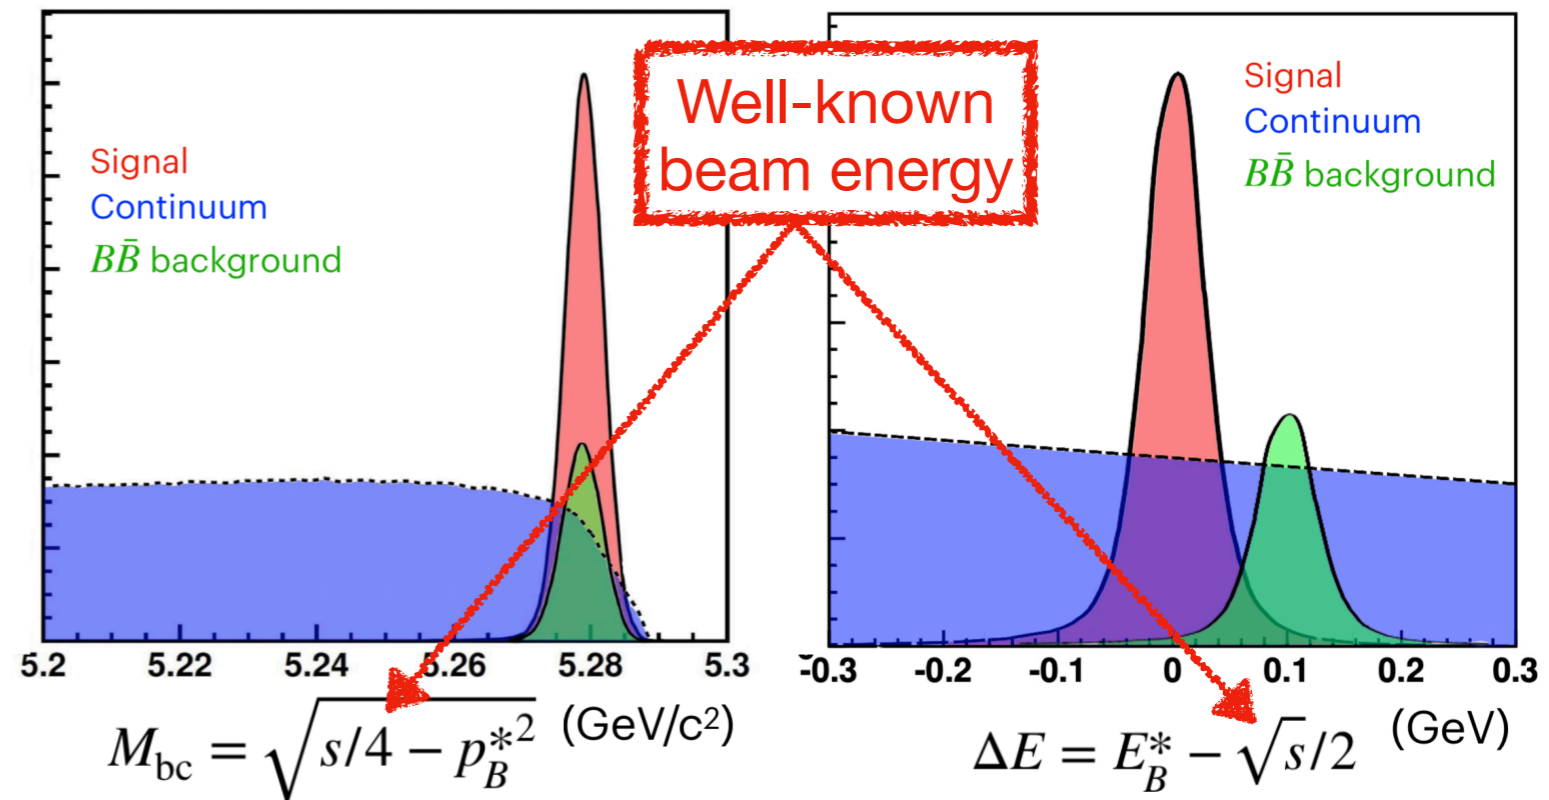 Well-known
beam energy
Signal
Continuum
BB̄ background
Signal
Continuum
BB̄ background
5.2 5.22 5.24 5.26 5.28 5.3
-0.3 -0.2 -0.1 0 0.1 0.2 0.3
M_bc = √(s/4 − p*_B²) (GeV/c²)
ΔE = E*_B − √s/2 (GeV)